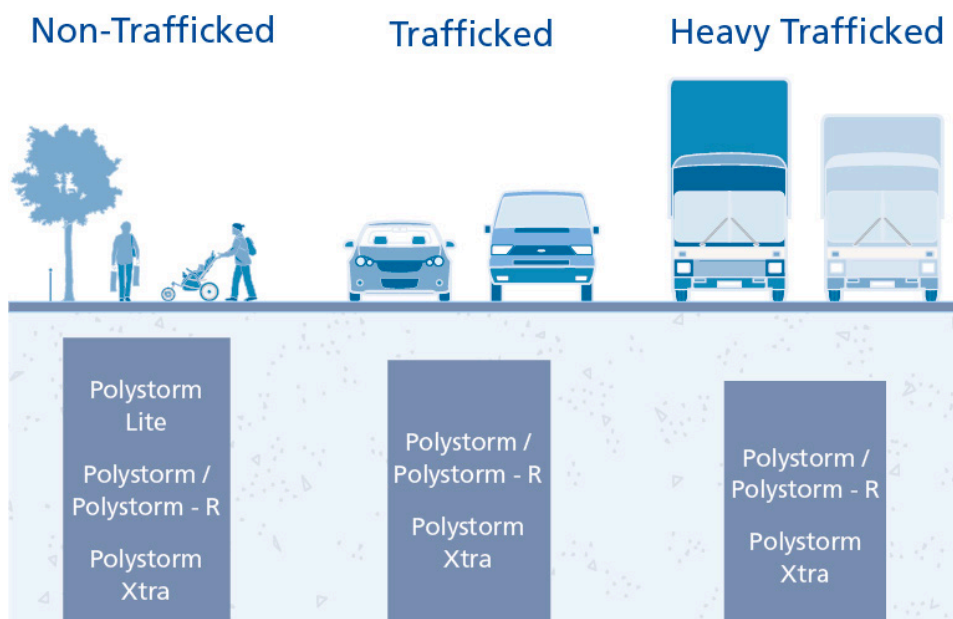 Non-Trafficked
Trafficked
Heavy Trafficked
Polystorm
Lite
Polystorm /
Polystorm - R
Polystorm
Xtra
Polystorm /
Polystorm - R
Polystorm
Xtra
Polystorm /
Polystorm - R
Polystorm
Xtra